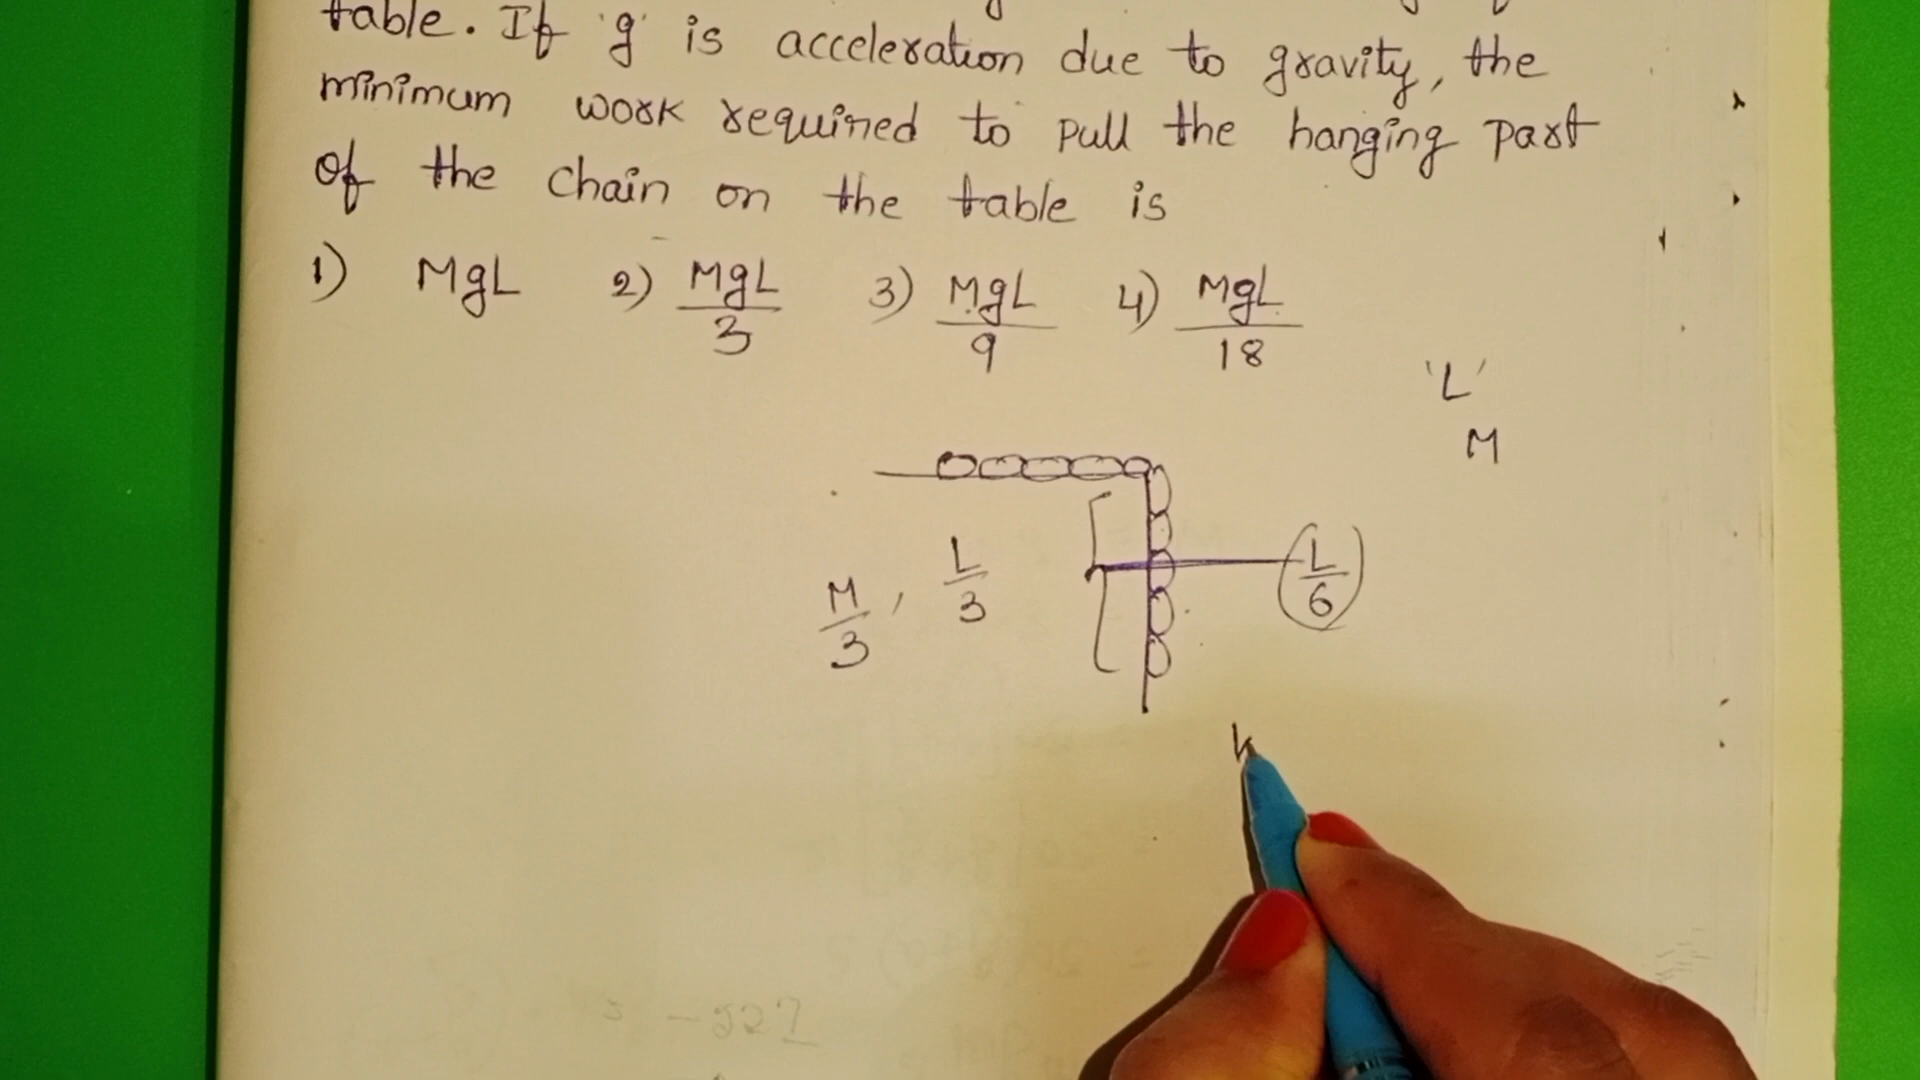 table. If 'g' is acceleration due to gravity, the
minimum work required to pull the hanging part
of the chain on the table is
1) MgL 2) MgL/3 3) MgL/9 4) MgL/18
'L'
M
M/3, L/3
L/6